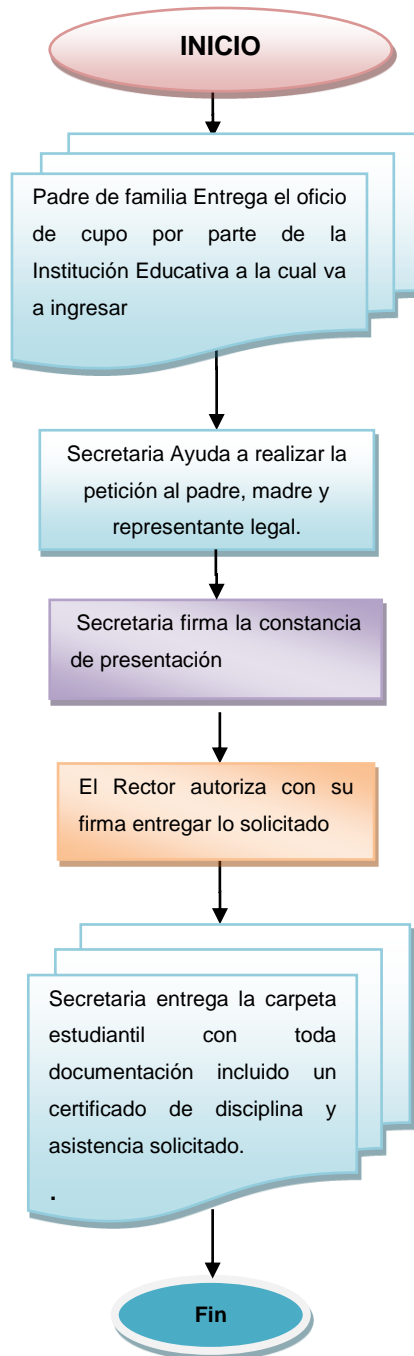 INICIO
Padre de familia Entrega el oficio
de cupo por parte de la
Institución Educativa a la cual va
a ingresar
Secretaria Ayuda a realizar la
petición al padre, madre y
representante legal.
Secretaria firma la constancia
de presentación
El Rector autoriza con su
firma entregar lo solicitado
Secretaria entrega la carpeta
estudiantil con toda
documentación incluido un
certificado de disciplina y
asistencia solicitado.
.
Fin